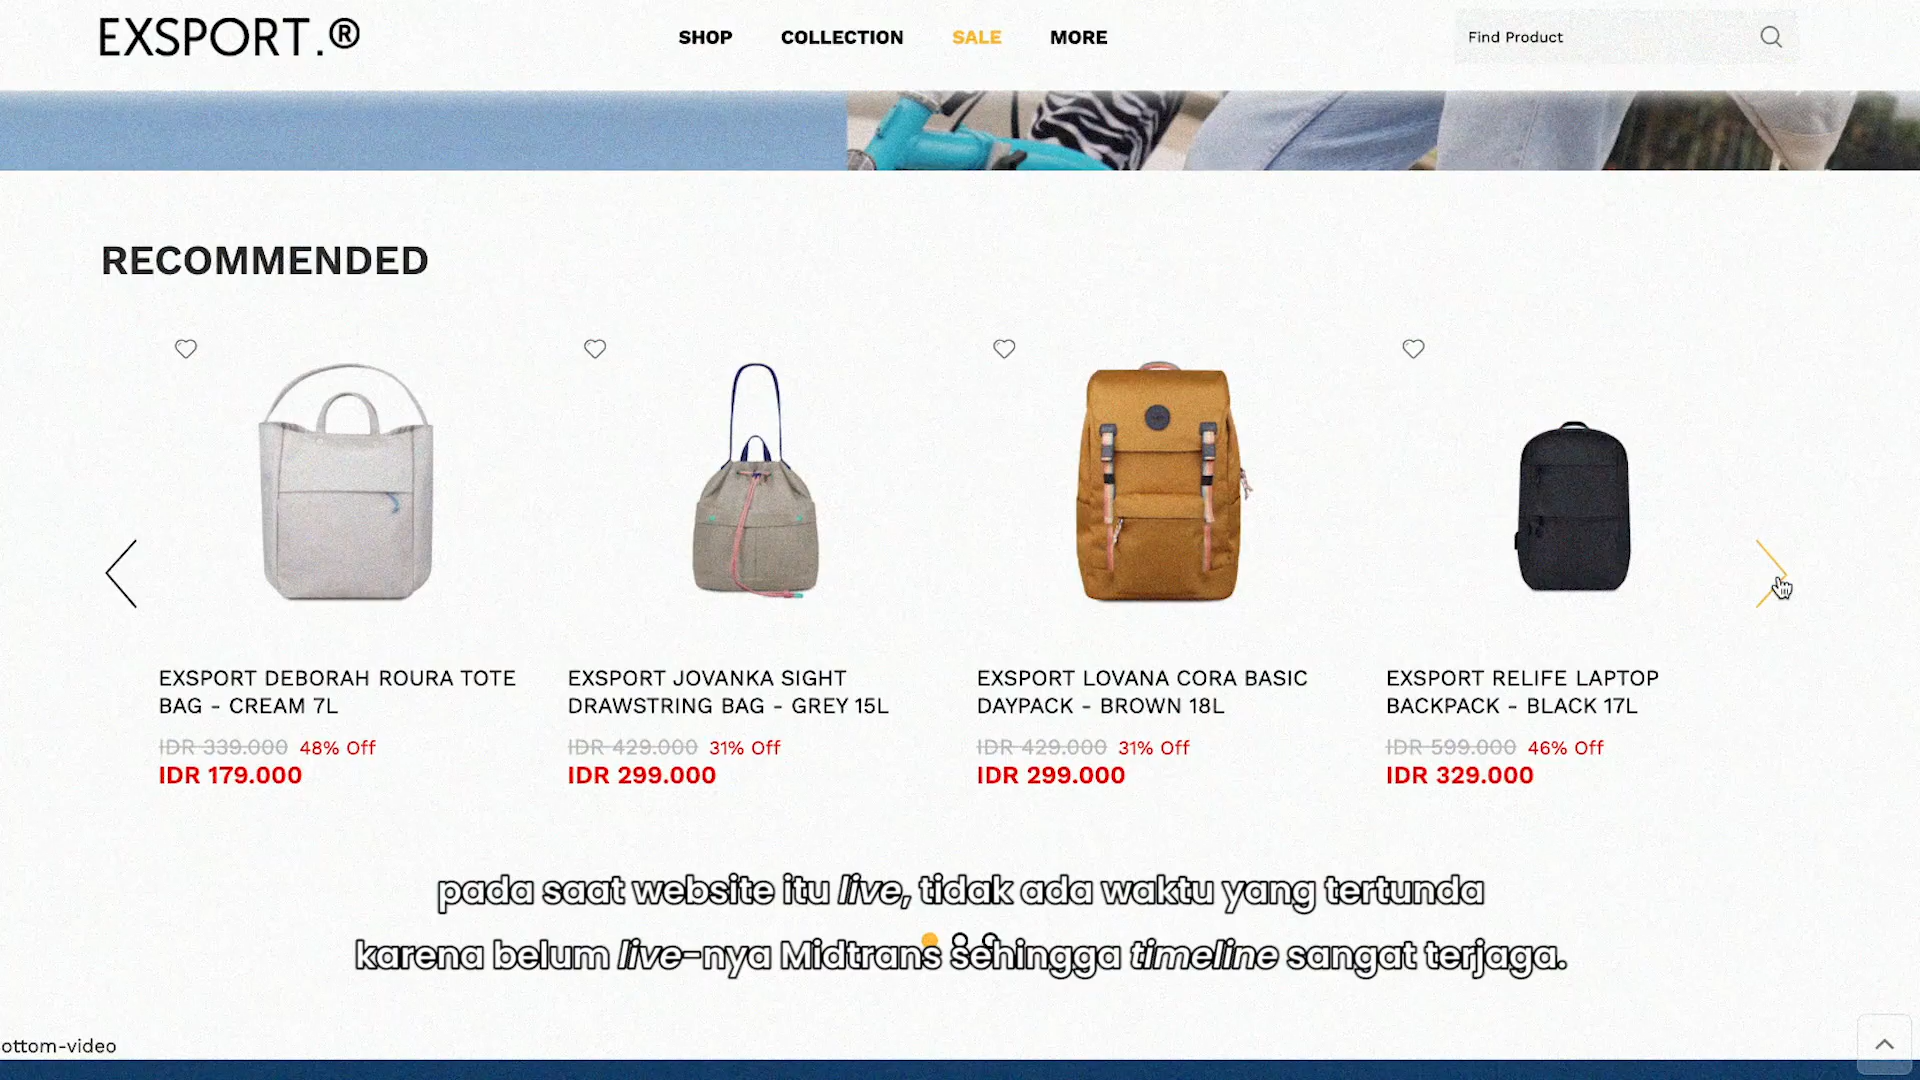 EXSPORT.®
SHOP
COLLECTION
SALE
MORE
Find Product
RECOMMENDED
EXSPORT DEBORAH ROURA TOTE
BAG - CREAM 7L
IDR 339.000 48% Off
IDR 179.000
EXSPORT JOVANKA SIGHT
DRAWSTRING BAG - GREY 15L
IDR 429.000 31% Off
IDR 299.000
EXSPORT LOVANA CORA BASIC
DAYPACK - BROWN 18L
IDR 429.000 31% Off
IDR 299.000
EXSPORT RELIFE LAPTOP
BACKPACK - BLACK 17L
IDR 599.000 46% Off
IDR 329.000
pada saat website itu live, tidak ada waktu yang tertunda
karena belum live-nya Midtrans sehingga timeline sangat terjaga.
ottom-video